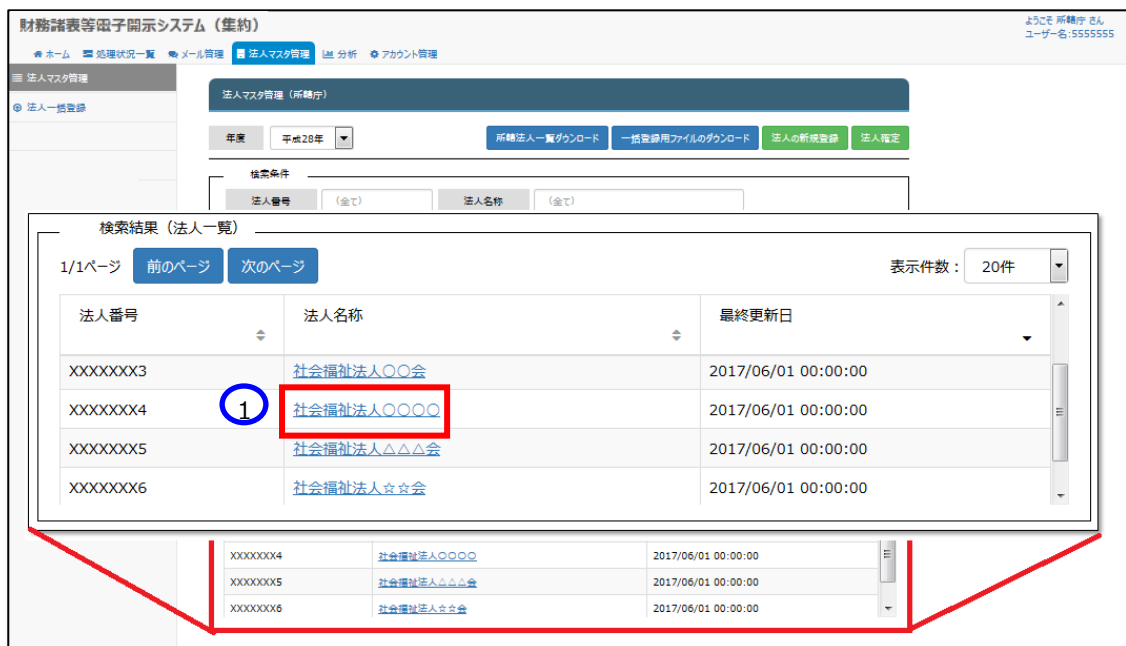 財務諸表等電子開示システム（集約）
ようこそ 所轄庁 さん
ユーザー名:5555555
ホーム 処理状況一覧 メール管理 法人マスタ管理 分析 アカウント管理
法人マスタ管理
法人一括登録
法人マスタ管理（所轄庁）
年度 平成28年 所轄法人一覧ダウンロード 一括登録用ファイルのダウンロード 法人の新規登録 法人確定
検索条件
法人番号 （全て） 法人名称 （全て）
検索結果（法人一覧）
1/1ページ 前のページ 次のページ 表示件数： 20件
法人番号 法人名称 最終更新日
XXXXXXX3 社会福祉法人○○会 2017/06/01 00:00:00
XXXXXXX4 1 社会福祉法人○○○○ 2017/06/01 00:00:00
XXXXXXX5 社会福祉法人△△△会 2017/06/01 00:00:00
XXXXXXX6 社会福祉法人☆☆会 2017/06/01 00:00:00
XXXXXXX4 社会福祉法人○○○○ 2017/06/01 00:00:00
XXXXXXX5 社会福祉法人△△△会 2017/06/01 00:00:00
XXXXXXX6 社会福祉法人☆☆会 2017/06/01 00:00:00